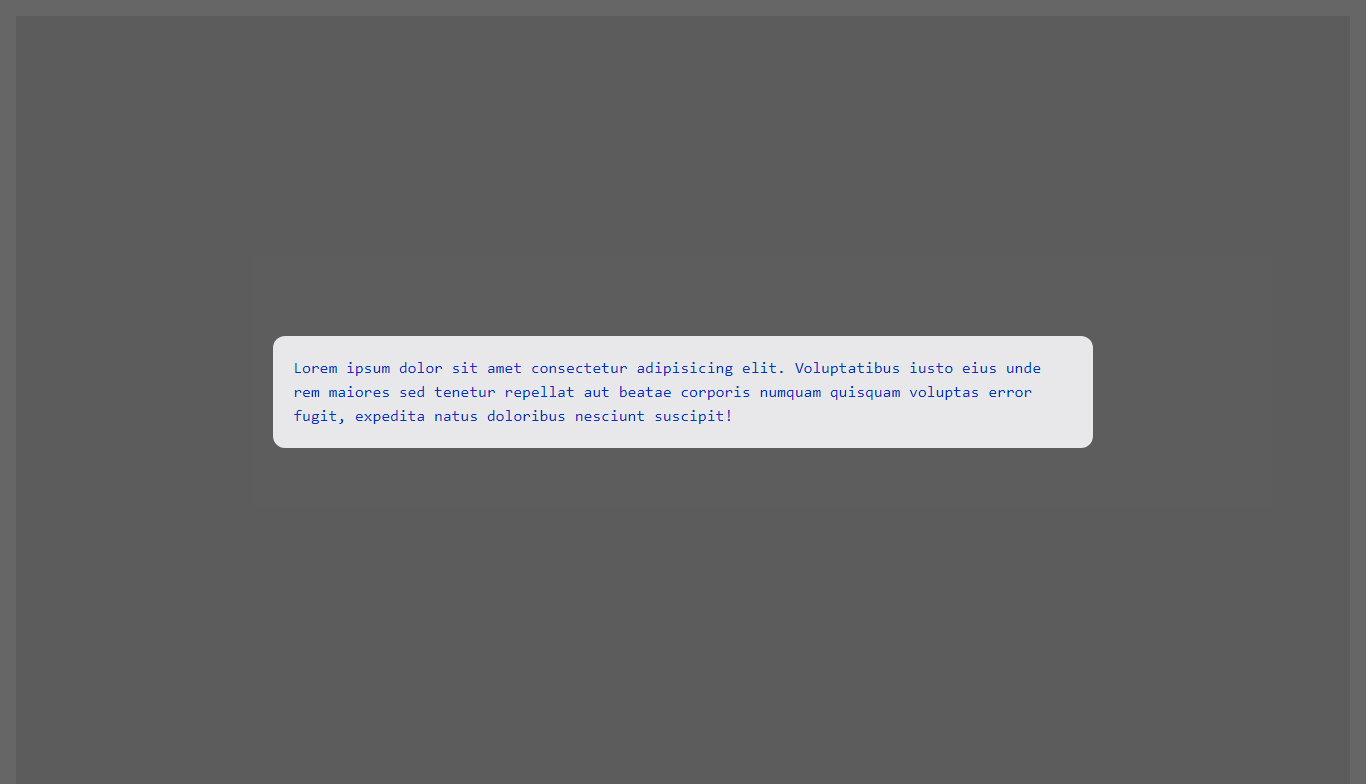 Lorem ipsum dolor sit amet consectetur adipisicing elit. Voluptatibus iusto eius unde
rem maiores sed tenetur repellat aut beatae corporis numquam quisquam voluptas error
fugit, expedita natus doloribus nesciunt suscipit!